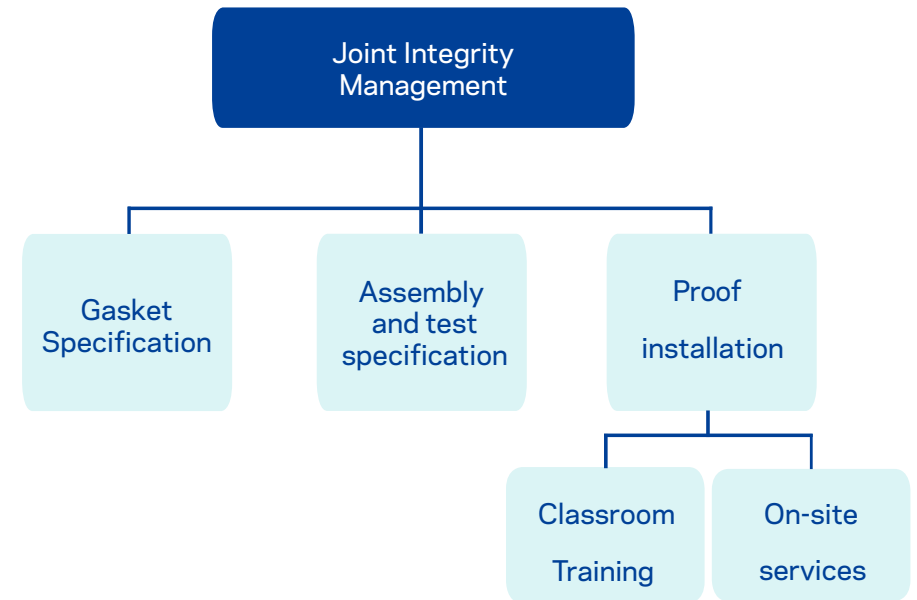 Joint Integrity
Management
Gasket
Specification
Assembly
and test
specification
Proof
installation
Classroom
Training
On-site
services